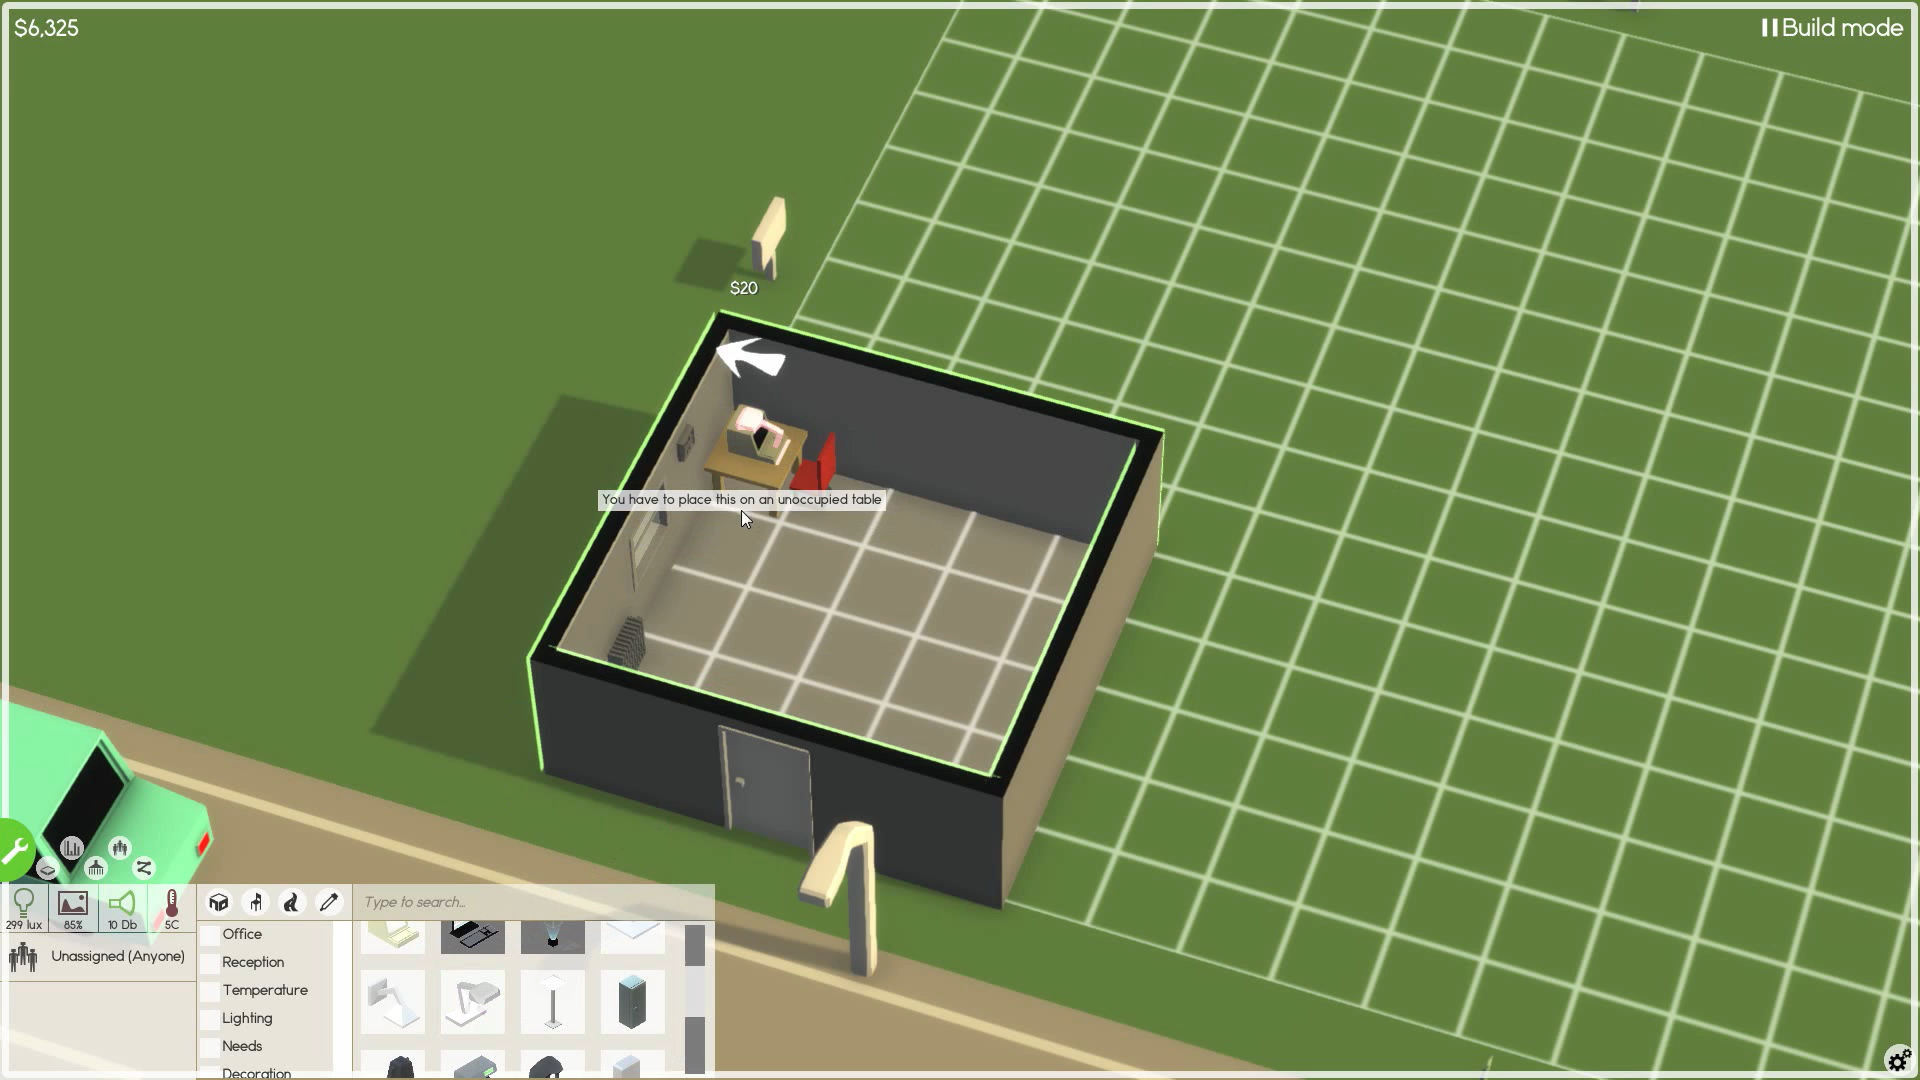 $6,325
Build mode
$20
You have to place this on an unoccupied table
299 lux
85%
10 Db
5C
Type to search...
Unassigned (Anyone)
Office
Reception
Temperature
Lighting
Needs
Decoration